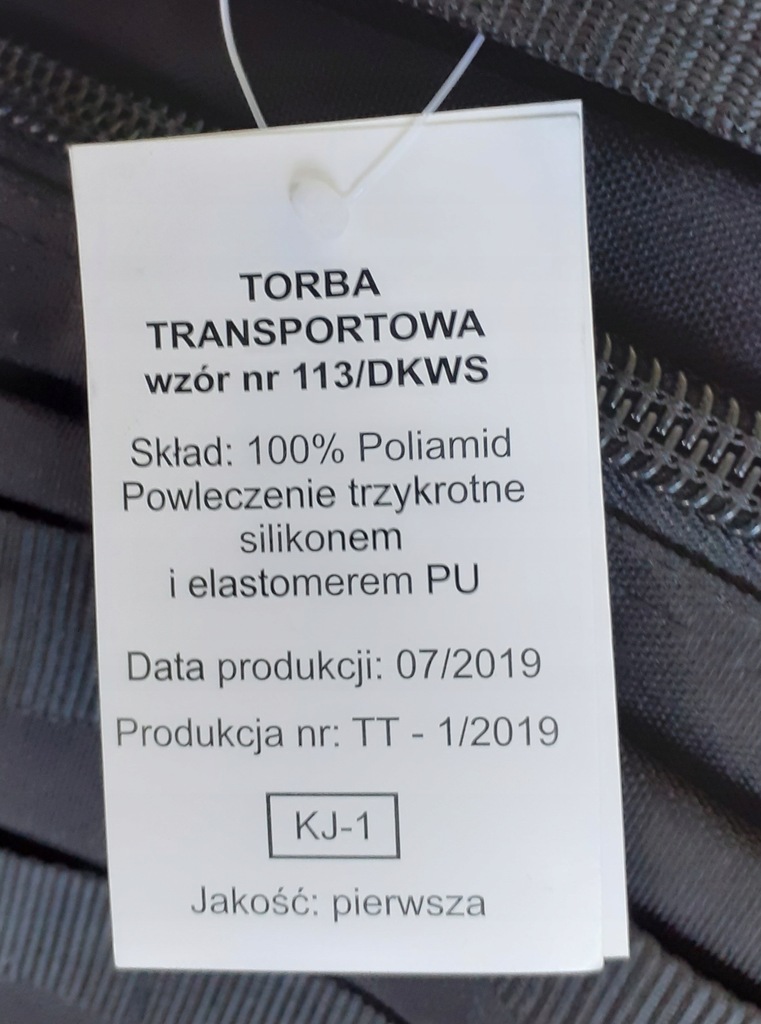 TORBA
TRANSPORTOWA
wzór nr 113/DKWS
Skład: 100% Poliamid
Powleczenie trzykrotne
silikonem
i elastomerem PU
Data produkcji: 07/2019
Produkcja nr: TT - 1/2019
KJ-1
Jakość: pierwsza